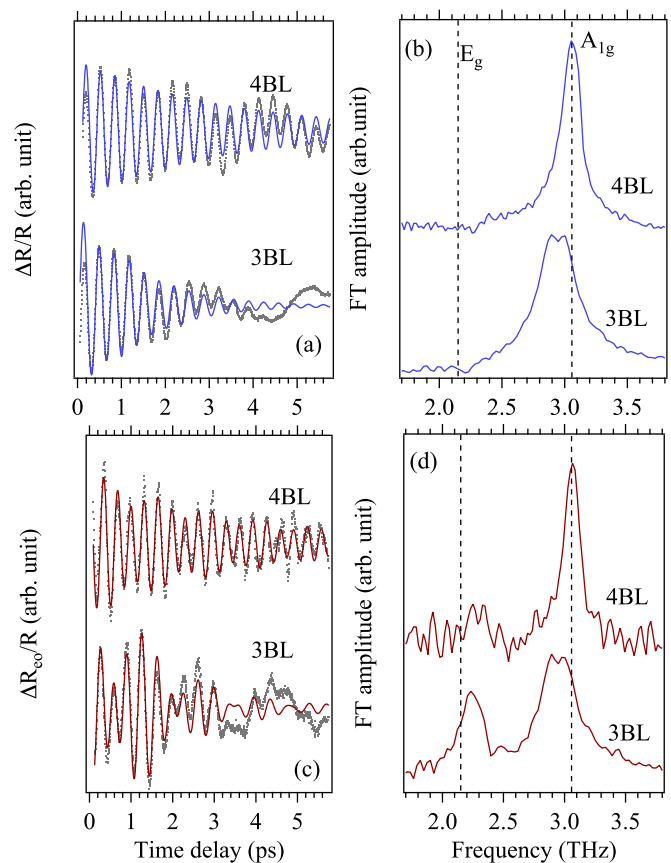 (b)
E_g
A_1g
4BL
4BL
3BL
3BL
(a)
ΔR/R (arb. unit)
FT amplitude (arb.unit)
0 1 2 3 4 5
2.0 2.5 3.0 3.5
(d)
4BL
4BL
3BL
3BL
(c)
ΔR_eo/R (arb. unit)
FT amplitude (arb. unit)
0 1 2 3 4 5
2.0 2.5 3.0 3.5
Time delay (ps)
Frequency (THz)